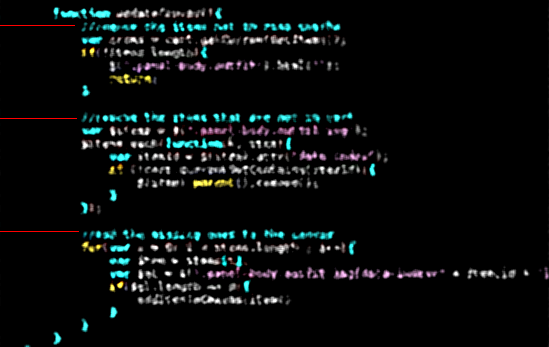 function updateCanvas(){
//remove the items not in
var items = cart.getCurrentSetItems();
if(!items.length){
$('.panel-body.outfit').html('');
return;
}
//remove the items that are not in cart
var $items = $('.panel-body.outfit img');
$items.each(function(k, item){
var itemId = $(item).attr('data-index');
if (!cart.currentSetContains(itemId)){
$(item).parent().remove();
}
});
//add the missing ones to the canvas
for(var i = 0; i < items.length ; i++){
var item = items[i];
var $el = $('.panel-body.outfit img[data-index=' + item.id + ']
if($el.length == 0){
addItemToCanvas(item);
}
}
}